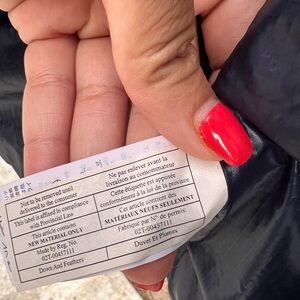 Not to be removed until
delivered to the consumer
This label is affixed in compliance
with Provincial Law
This article contains
NEW MATERIAL ONLY
Made by Reg. No.
02T-00457111
Down And Feathers
Ne pas enlever avant la
livraison au consommateur
Cette étiquette est apposée
conformément à la loi de la province
Cet article contient des
MATÉRIAUX NEUFS SEULEMENT
Fabriqué par No de permis:
02T-00457111
Duvet Et Plumes